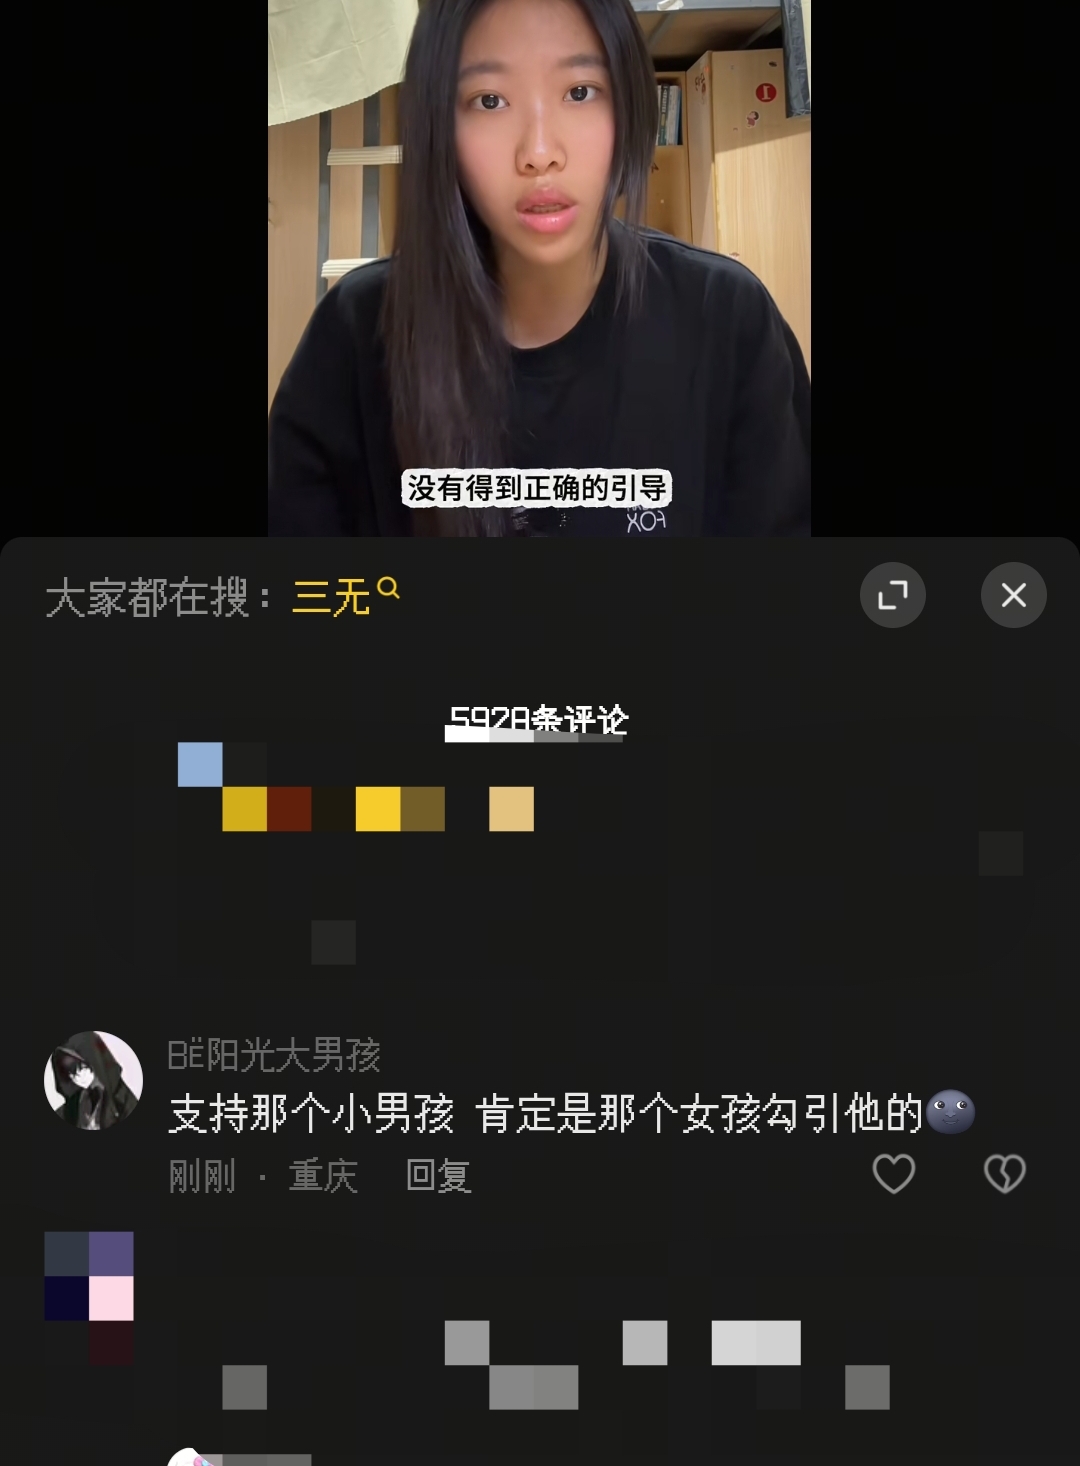 没有得到正确的引导
FOX
大家都在搜：三无
5928条评论
BË阳光大男孩
支持那个小男孩 肯定是那个女孩勾引他的🌚
刚刚 · 重庆 回复